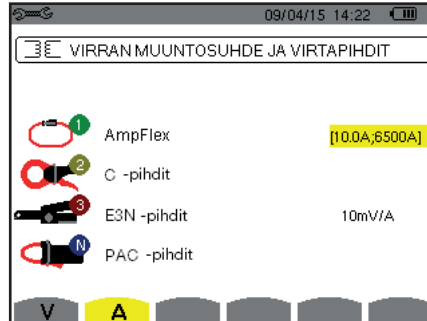 09/04/15 14:22
VIRRAN MUUNTOSUHDE JA VIRTAPIHDIT
1 AmpFlex [10.0A;6500A]
2 C -pihdit
3 E3N -pihdit 10mV/A
N PAC -pihdit
V A